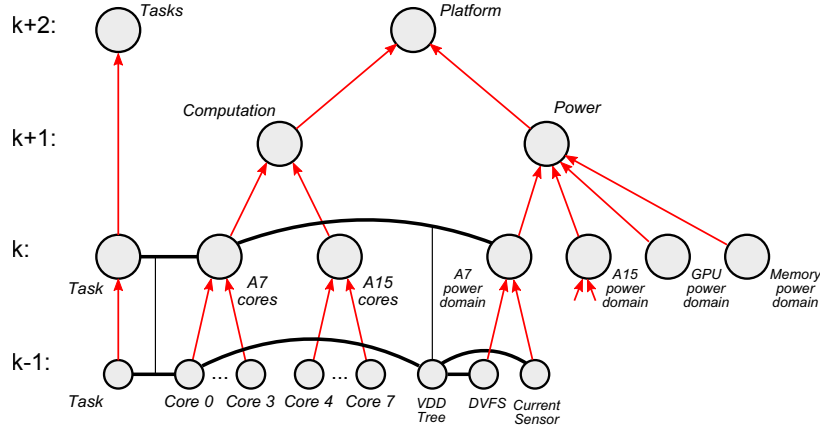 k+2:
Tasks
Platform
k+1:
Computation
Power
k:
Task
A7
cores
A15
cores
A7
power
domain
A15
power
domain
GPU
power
domain
Memory
power
domain
k-1:
Task
Core 0
...
Core 3
Core 4
...
Core 7
VDD
Tree
DVFS
Current
Sensor